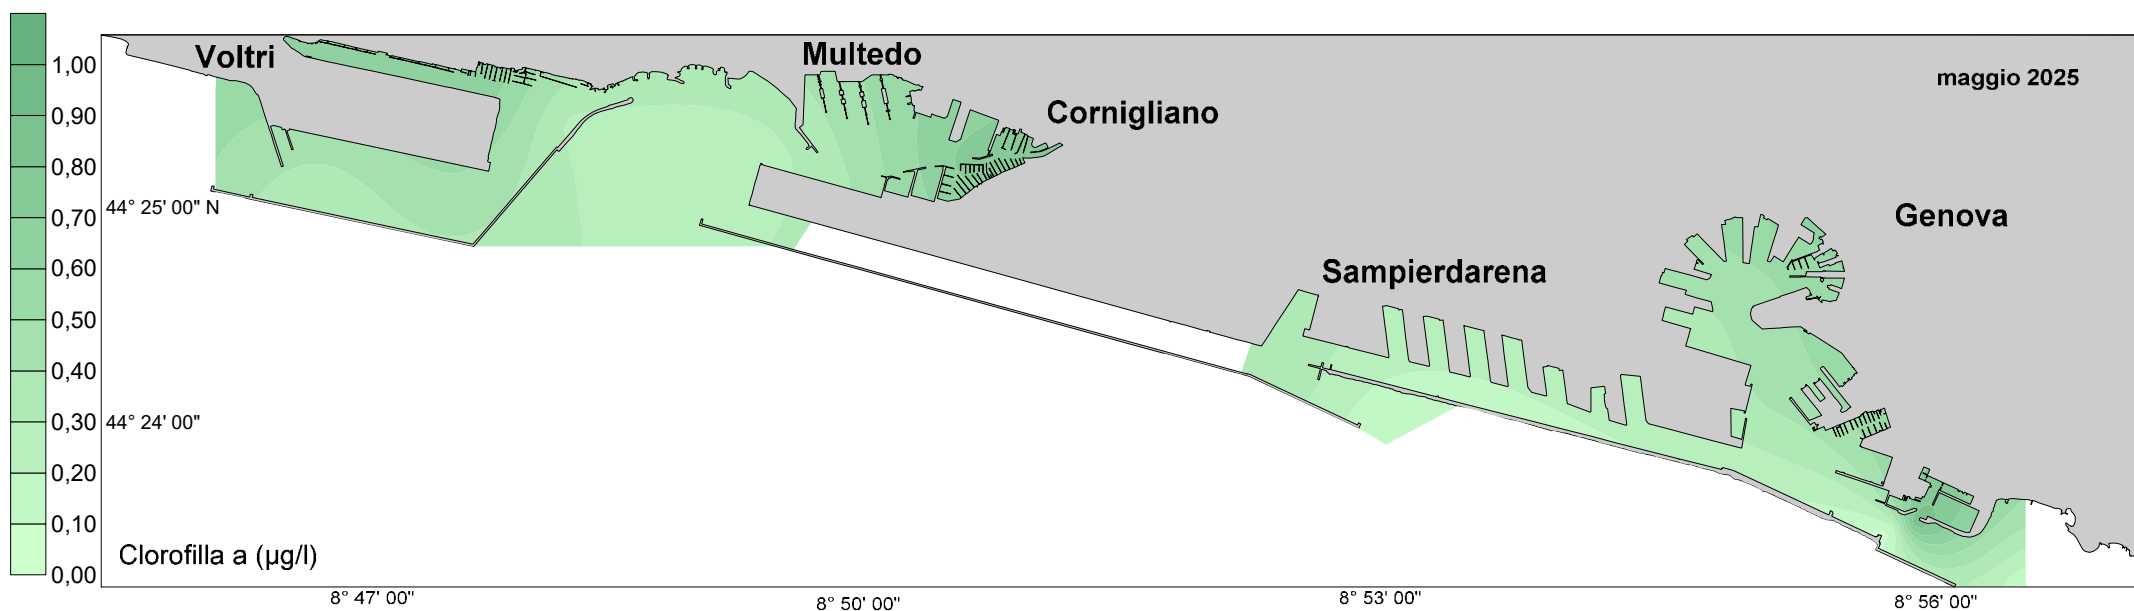 Voltri
Multedo
Cornigliano
maggio 2025
Genova
Sampierdarena
1,00
0,90
0,80
0,70
0,60
0,50
0,40
0,30
0,20
0,10
0,00
44° 25' 00" N
44° 24' 00"
Clorofilla a (µg/l)
8° 47' 00"
8° 50' 00"
8° 53' 00"
8° 56' 00"